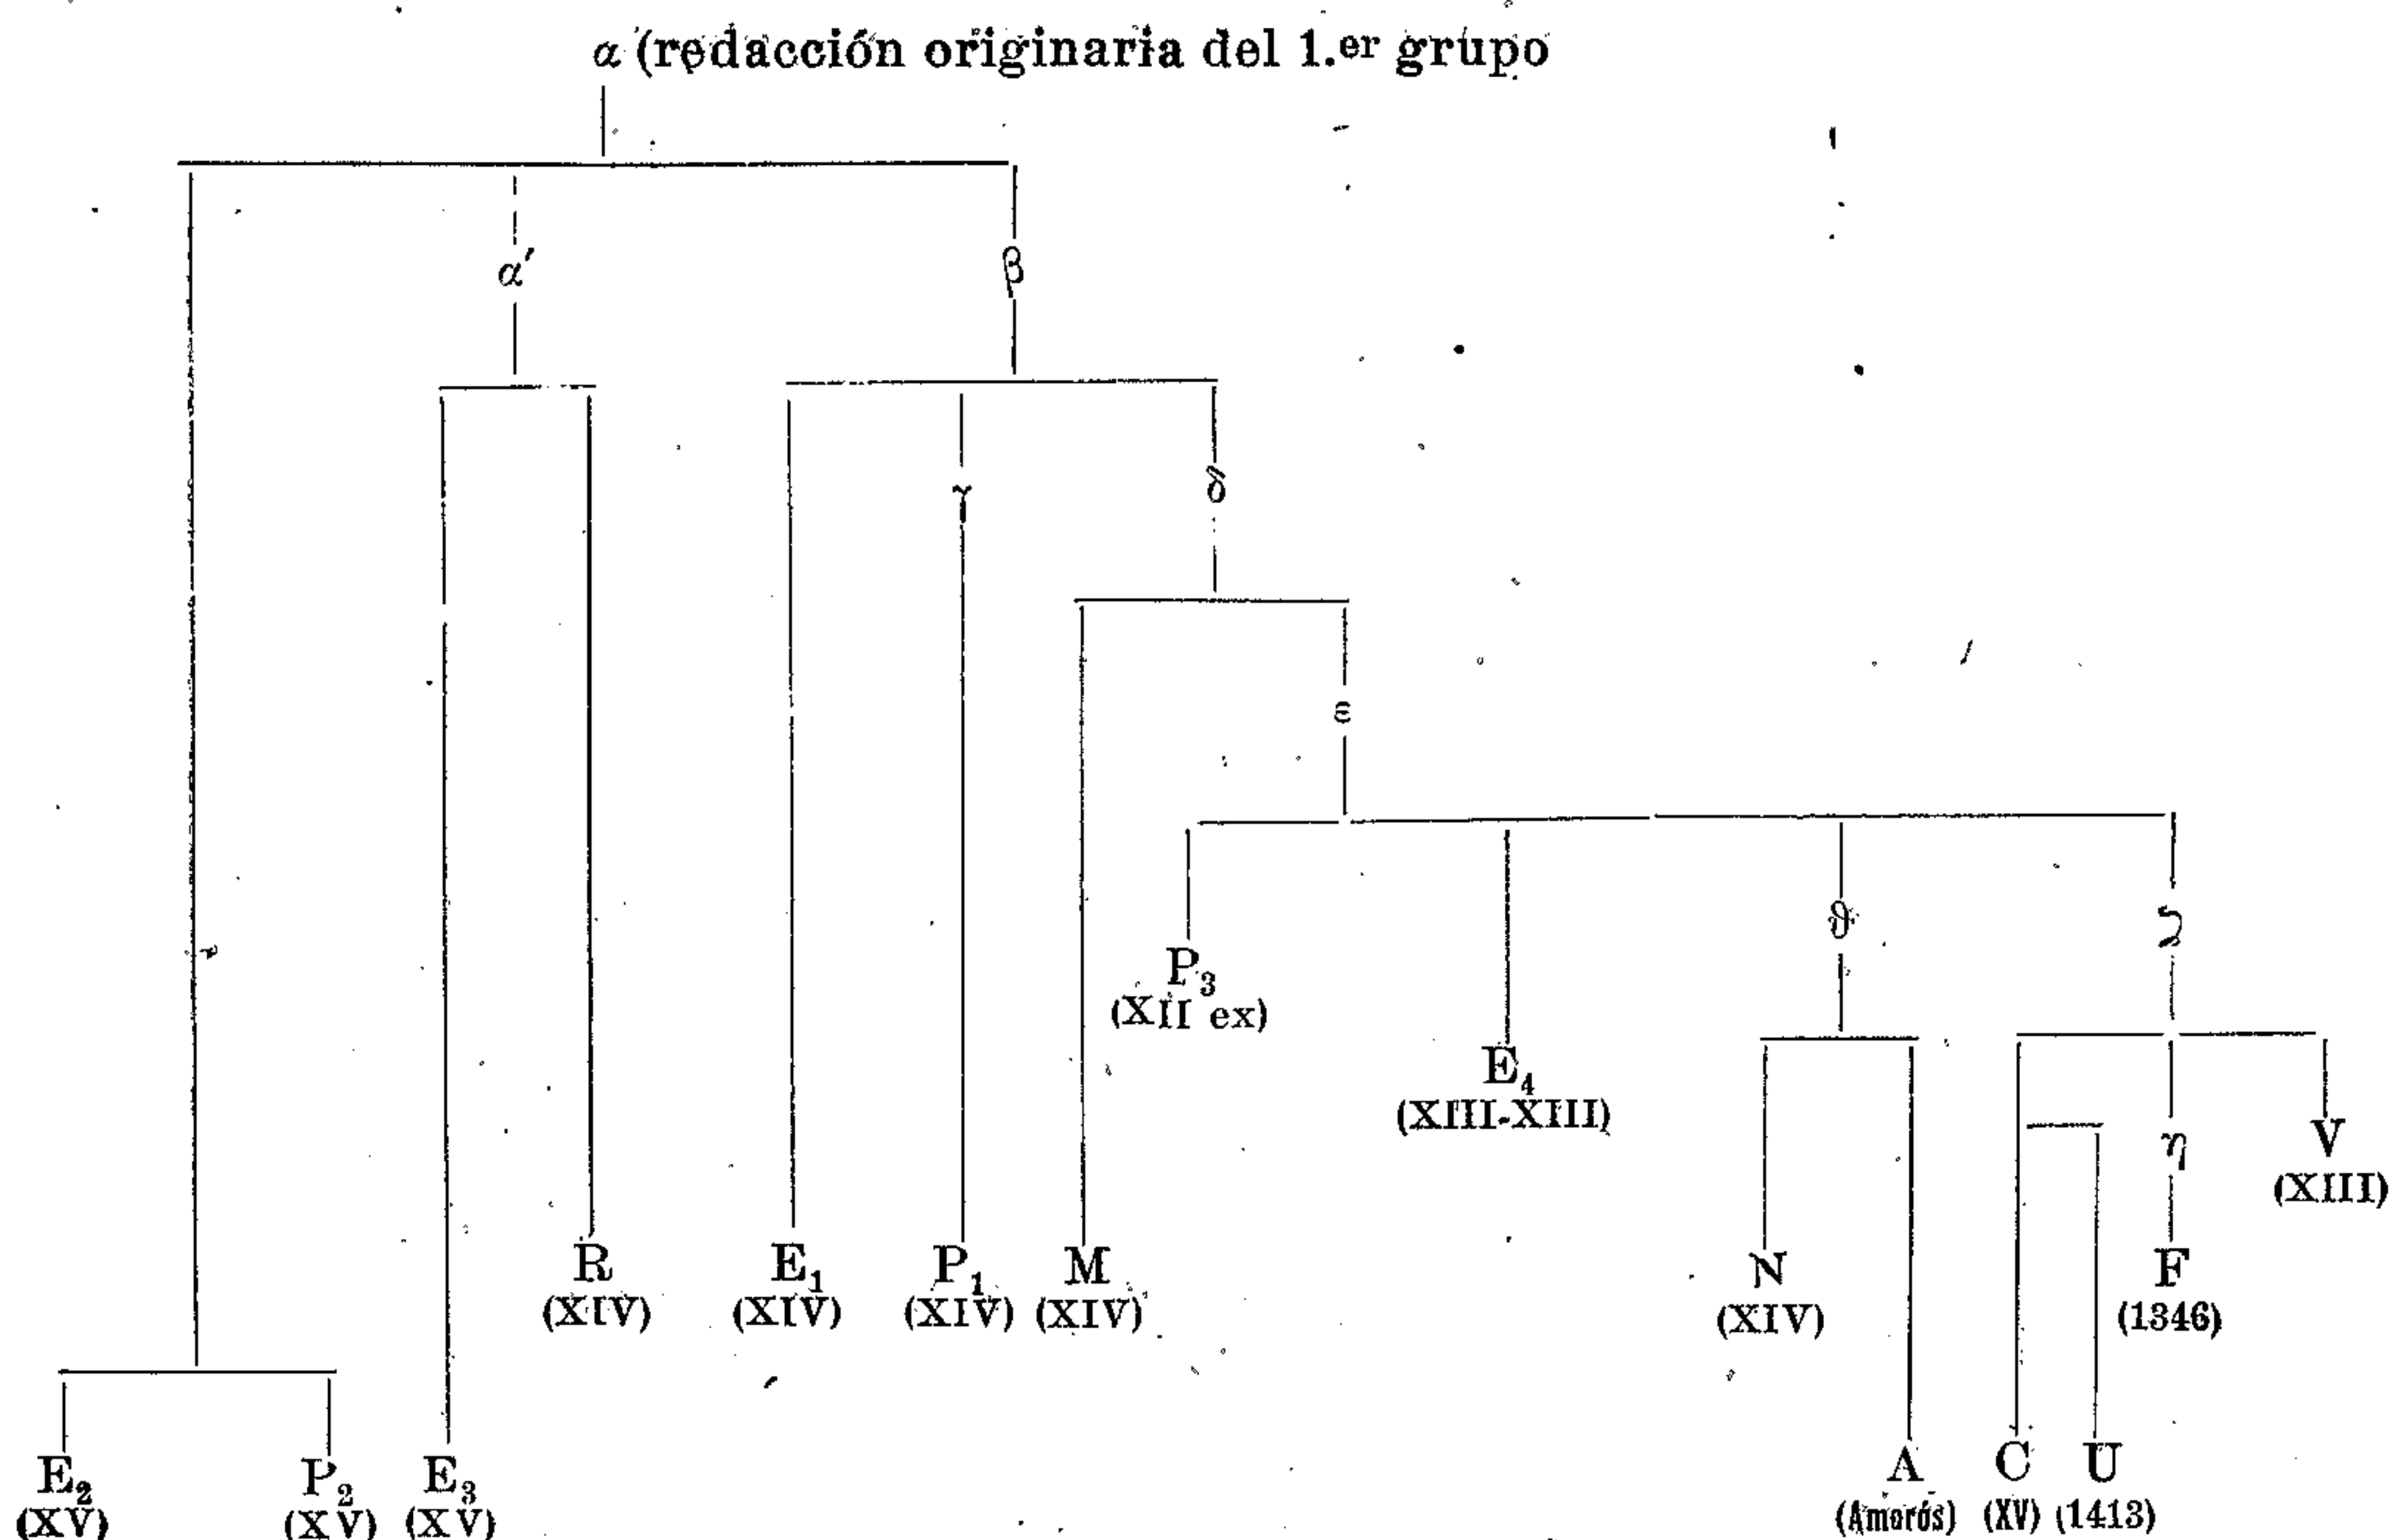 α (redacción originaria del 1.er grupo
α′ β
γ δ
ε
ϑ ζ
P3
(XII ex)
E4
(XIII-XIII)
η V
(XIII)
R E1 P1 M N F
(XIV) (XIV) (XIV) (XIV) (XIV) (1346)
E2 P2 E3 A C U
(XV) (XV) (XV) (Amorós) (XV) (1413)